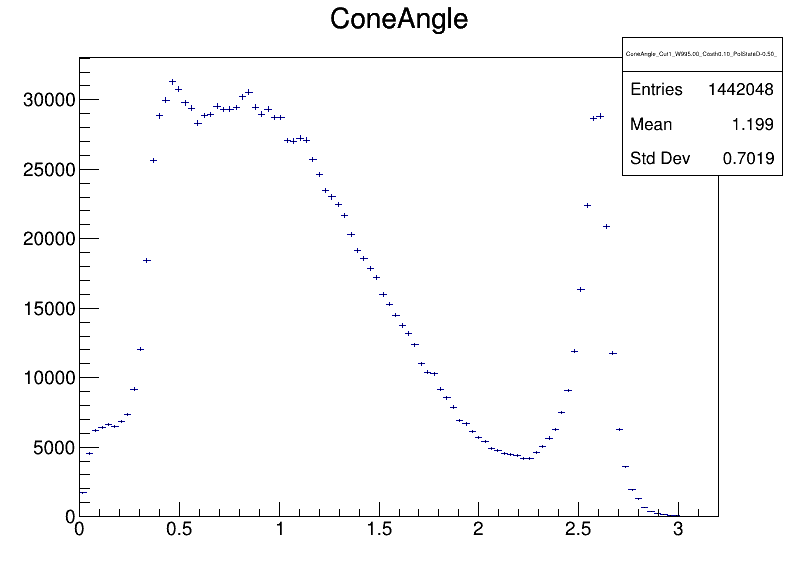 ConeAngle
ConeAngle_Cut1_W995.00_Costh0.10_PolStateD-0.50_
Entries 1442048
Mean 1.199
Std Dev 0.7019
30000
25000
20000
15000
10000
5000
0
0 0.5 1 1.5 2 2.5 3